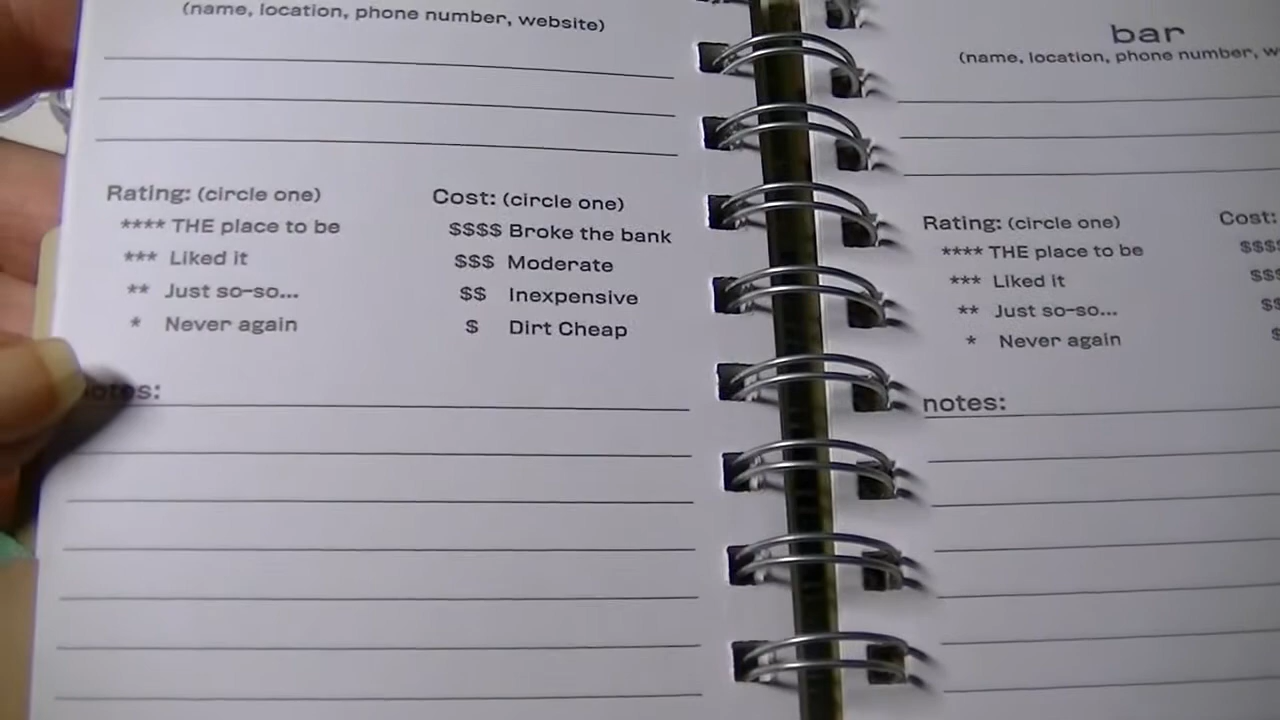 (name, location, phone number, website)
Rating: (circle one)
**** THE place to be
*** Liked it
** Just so-so...
* Never again
Cost: (circle one)
$$$$ Broke the bank
$$$ Moderate
$$ Inexpensive
$ Dirt Cheap
notes:
bar
(name, location, phone number, w
Rating: (circle one)
**** THE place to be
*** Liked it
** Just so-so...
* Never again
Cost:
$$$$
$$$
$$
$
notes: